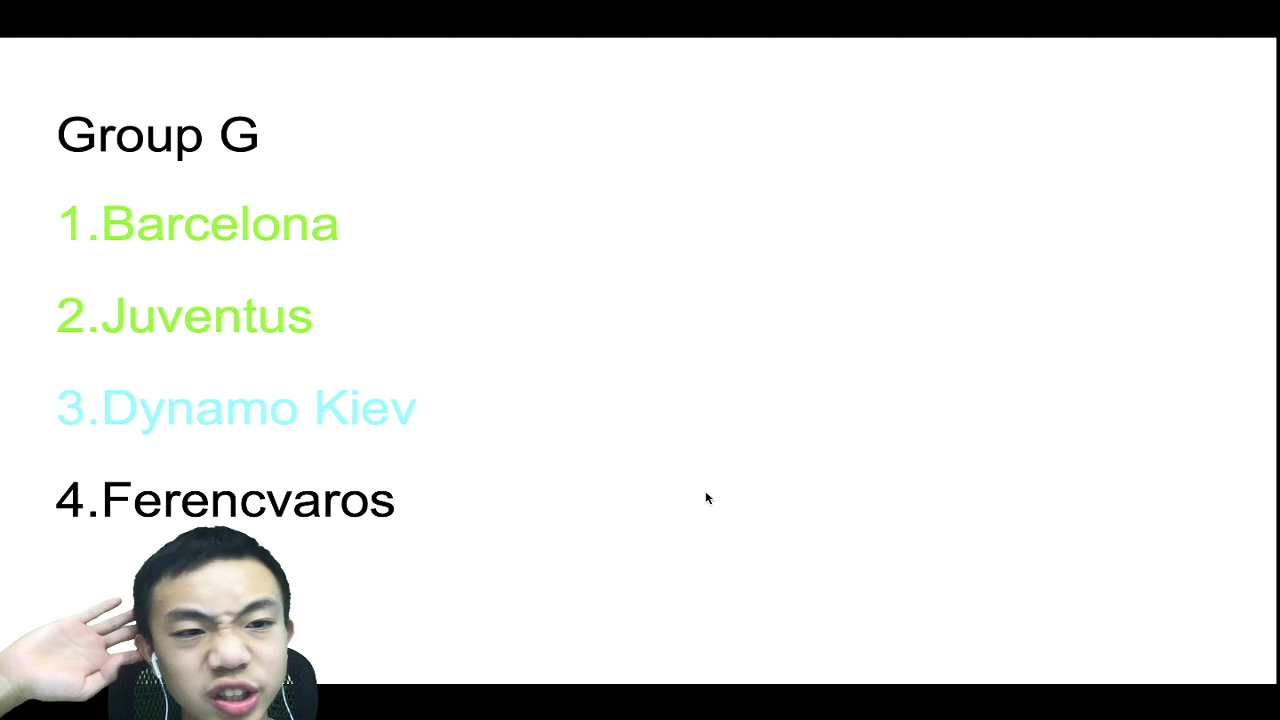 Group G
1.Barcelona
2.Juventus
3.Dynamo Kiev
4.Ferencvaros